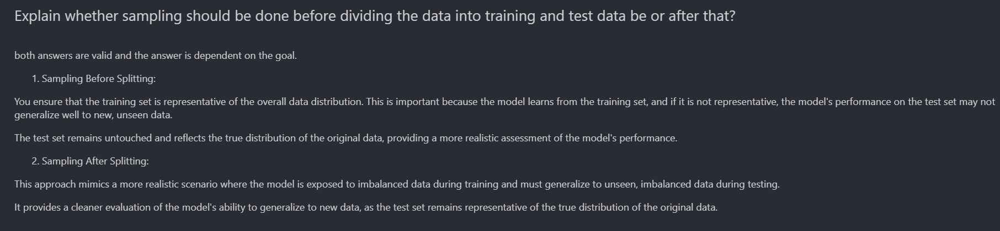 Explain whether sampling should be done before dividing the data into training and test data be or after that?
both answers are valid and the answer is dependent on the goal.
1. Sampling Before Splitting:
You ensure that the training set is representative of the overall data distribution. This is important because the model learns from the training set, and if it is not representative, the model's performance on the test set may not
generalize well to new, unseen data.
The test set remains untouched and reflects the true distribution of the original data, providing a more realistic assessment of the model's performance.
2. Sampling After Splitting:
This approach mimics a more realistic scenario where the model is exposed to imbalanced data during training and must generalize to unseen, imbalanced data during testing.
It provides a cleaner evaluation of the model's ability to generalize to new data, as the test set remains representative of the true distribution of the original data.